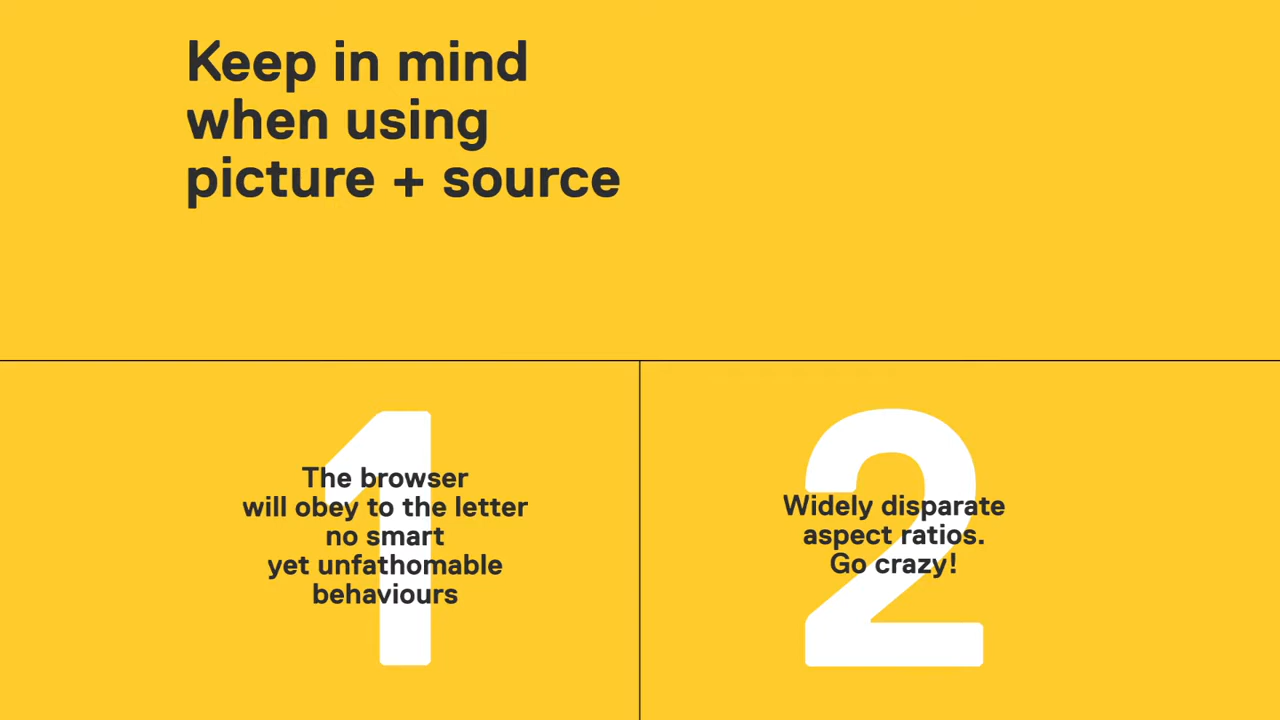 Keep in mind
when using
picture + source
1
The browser
will obey to the letter
no smart
yet unfathomable
behaviours
2
Widely disparate
aspect ratios.
Go crazy!